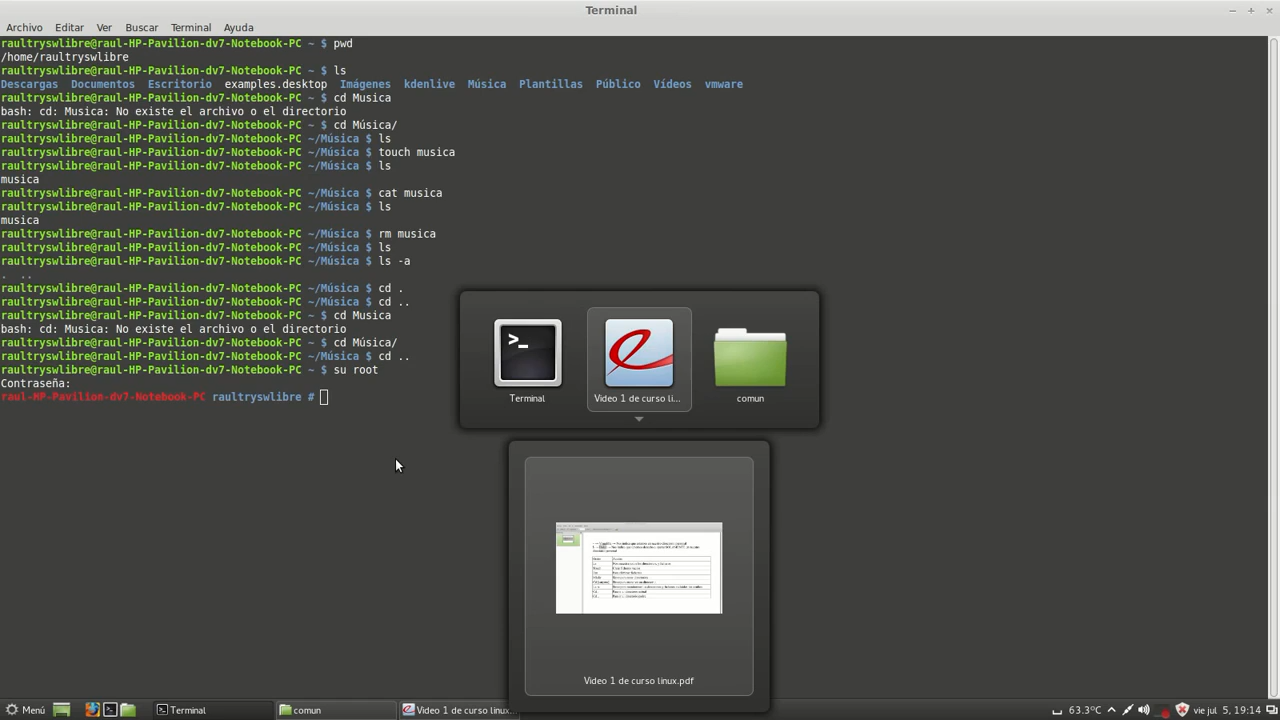 Terminal
Archivo Editar Ver Buscar Terminal Ayuda
raultryswlibre@raul-HP-Pavilion-dv7-Notebook-PC ~ $ pwd
/home/raultryswlibre
raultryswlibre@raul-HP-Pavilion-dv7-Notebook-PC ~ $ ls
Descargas Documentos Escritorio examples.desktop Imágenes kdenlive Música Plantillas Público Vídeos vmware
raultryswlibre@raul-HP-Pavilion-dv7-Notebook-PC ~ $ cd Musica
bash: cd: Musica: No existe el archivo o el directorio
raultryswlibre@raul-HP-Pavilion-dv7-Notebook-PC ~ $ cd Música/
raultryswlibre@raul-HP-Pavilion-dv7-Notebook-PC ~/Música $ ls
raultryswlibre@raul-HP-Pavilion-dv7-Notebook-PC ~/Música $ touch musica
raultryswlibre@raul-HP-Pavilion-dv7-Notebook-PC ~/Música $ ls
musica
raultryswlibre@raul-HP-Pavilion-dv7-Notebook-PC ~/Música $ cat musica
raultryswlibre@raul-HP-Pavilion-dv7-Notebook-PC ~/Música $ ls
musica
raultryswlibre@raul-HP-Pavilion-dv7-Notebook-PC ~/Música $ rm musica
raultryswlibre@raul-HP-Pavilion-dv7-Notebook-PC ~/Música $ ls
raultryswlibre@raul-HP-Pavilion-dv7-Notebook-PC ~/Música $ ls -a
. ..
raultryswlibre@raul-HP-Pavilion-dv7-Notebook-PC ~/Música $ cd .
raultryswlibre@raul-HP-Pavilion-dv7-Notebook-PC ~/Música $ cd ..
raultryswlibre@raul-HP-Pavilion-dv7-Notebook-PC ~ $ cd Musica
bash: cd: Musica: No existe el archivo o el directorio
raultryswlibre@raul-HP-Pavilion-dv7-Notebook-PC ~ $ cd Música/
raultryswlibre@raul-HP-Pavilion-dv7-Notebook-PC ~/Música $ cd ..
raultryswlibre@raul-HP-Pavilion-dv7-Notebook-PC ~ $ su root
Contraseña:
raul-HP-Pavilion-dv7-Notebook-PC raultryswlibre #
Terminal Video 1 de curso li... comun
Video 1 de curso linux.pdf
Menú Terminal comun Video 1 de curso linux... 63.3°C vie jul 5, 19:14